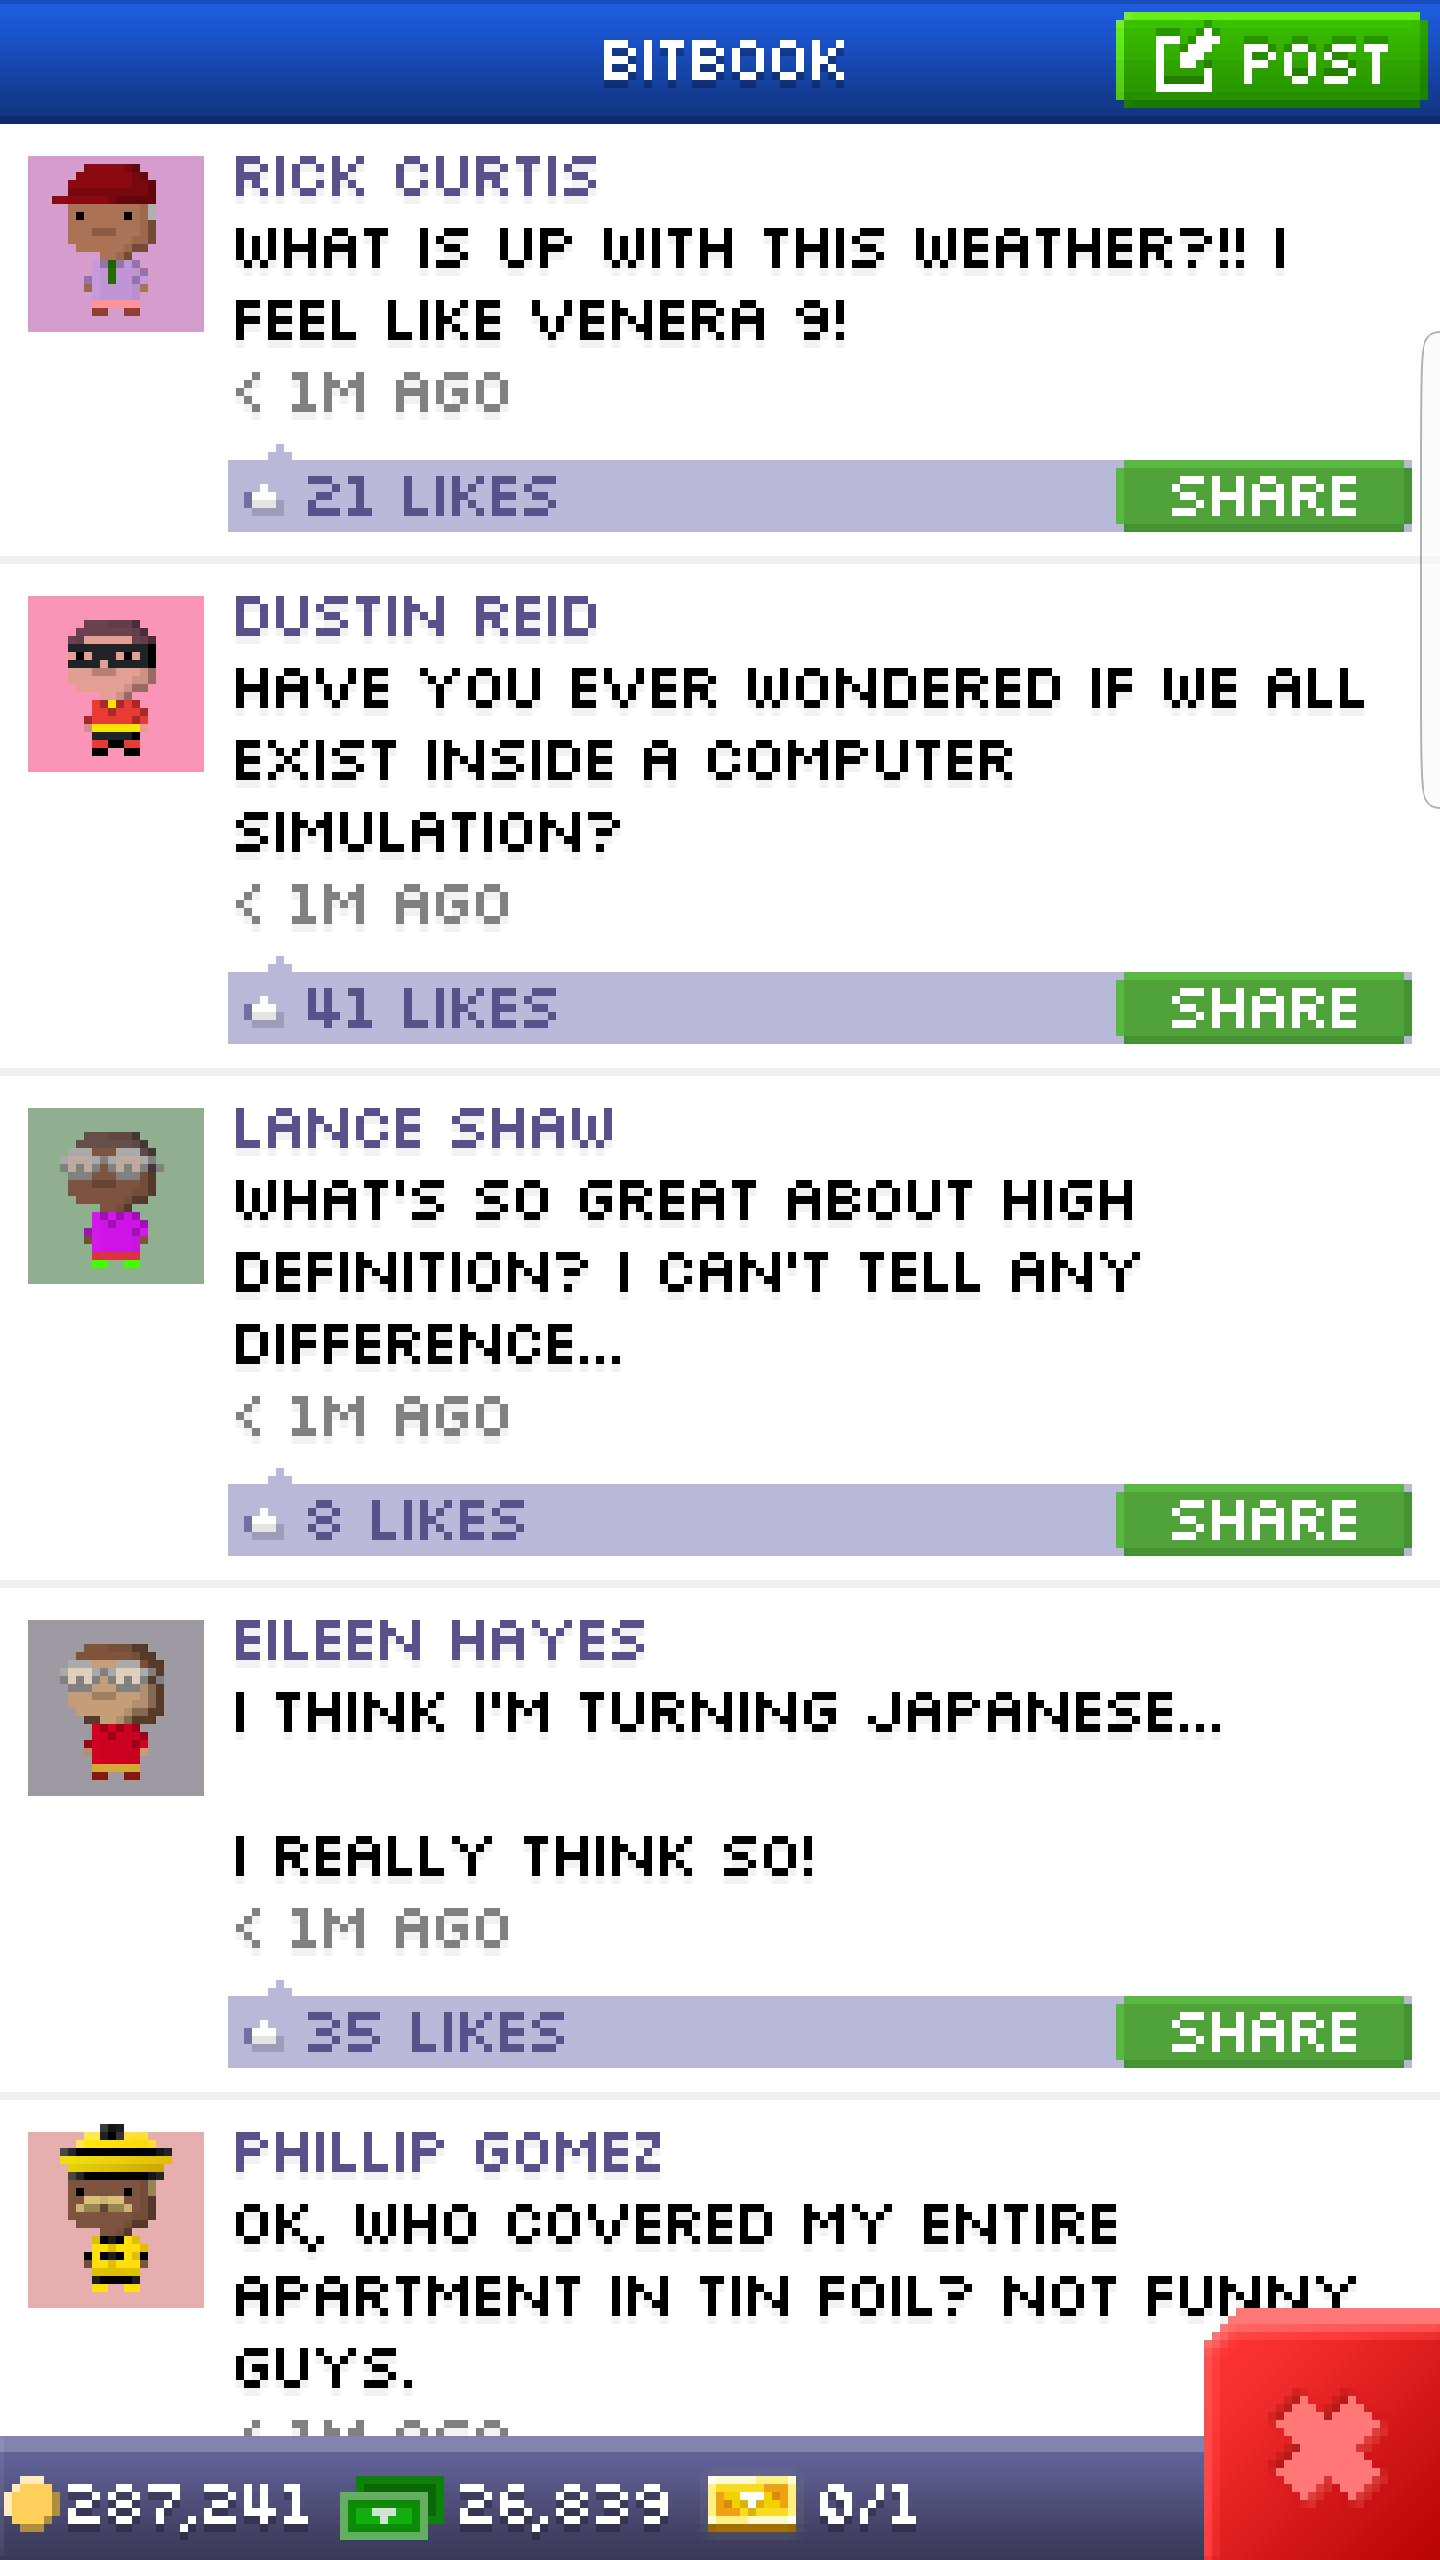 BITBOOK
POST
RICK CURTIS
WHAT IS UP WITH THIS WEATHER?!! I
FEEL LIKE VENERA 9!
< 1M AGO
21 LIKES
SHARE
DUSTIN REID
HAVE YOU EVER WONDERED IF WE ALL
EXIST INSIDE A COMPUTER
SIMULATION?
< 1M AGO
41 LIKES
SHARE
LANCE SHAW
WHAT'S SO GREAT ABOUT HIGH
DEFINITION? I CAN'T TELL ANY
DIFFERENCE...
< 1M AGO
8 LIKES
SHARE
EILEEN HAYES
I THINK I'M TURNING JAPANESE...
I REALLY THINK SO!
< 1M AGO
35 LIKES
SHARE
PHILLIP GOMEZ
OK, WHO COVERED MY ENTIRE
APARTMENT IN TIN FOIL? NOT FUNNY
GUYS.
< 1M AGO
287,241
26,839
0/1